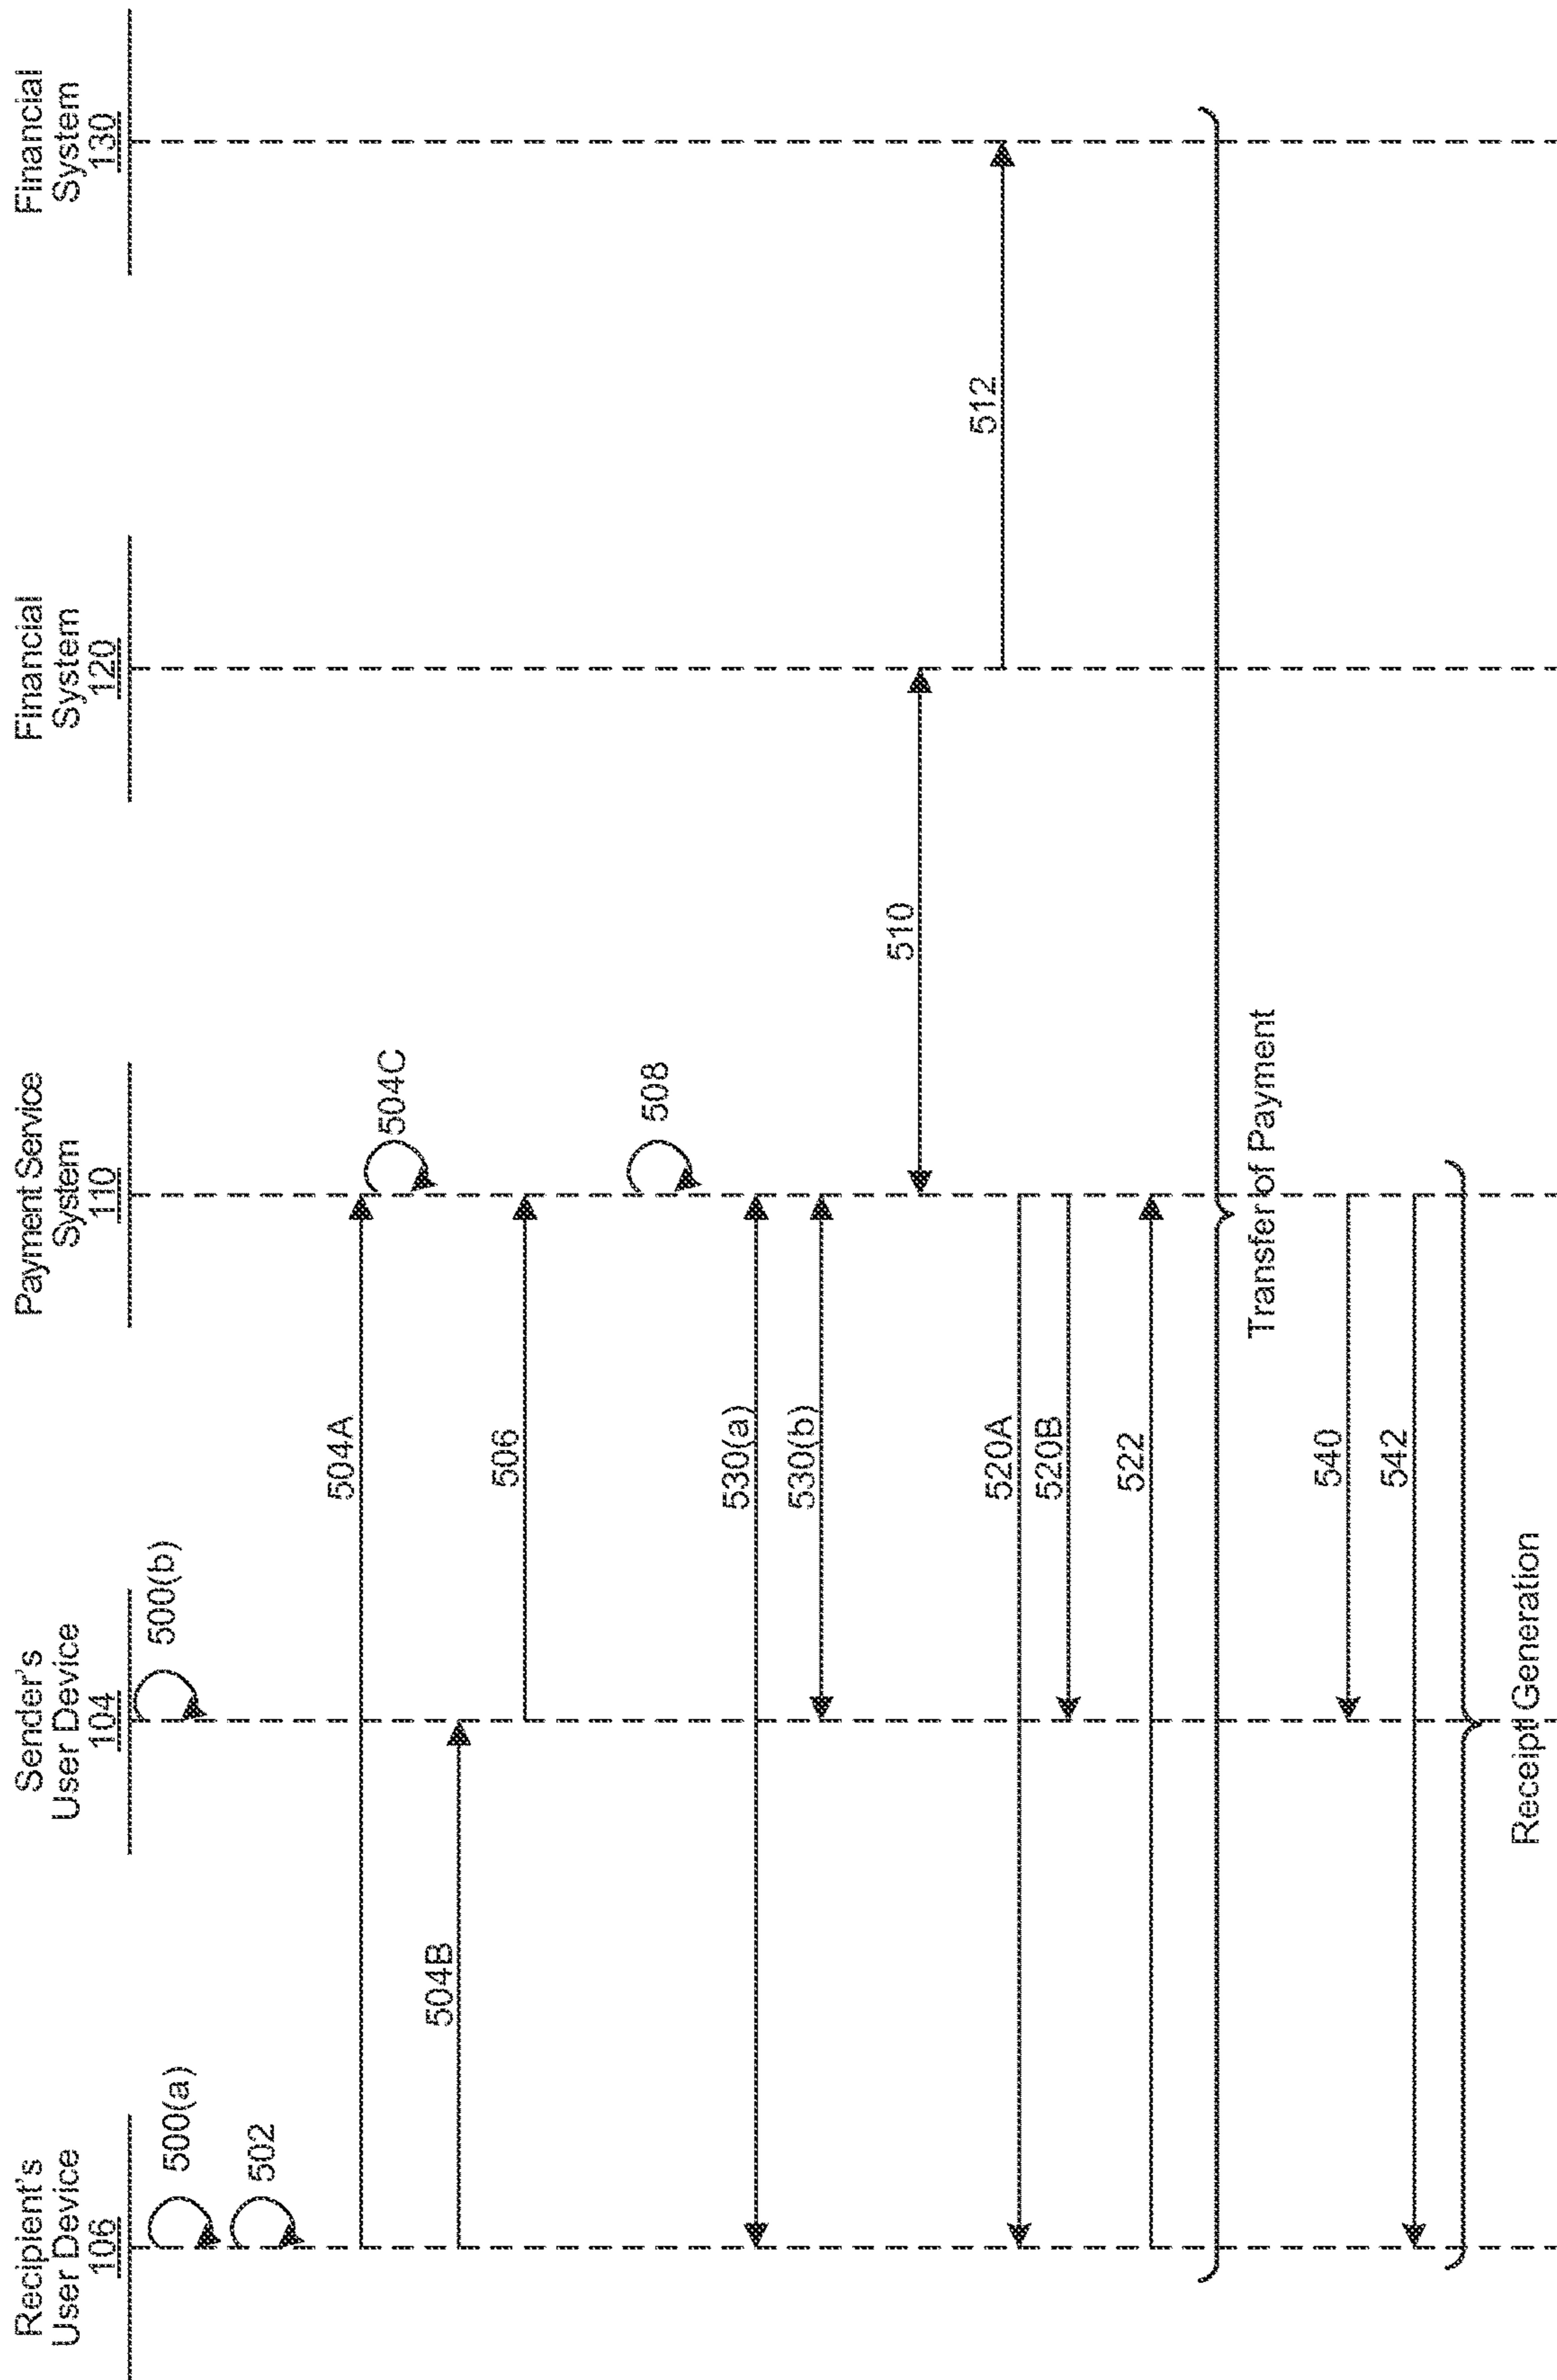 Recipient's
User Device
106
Sender's
User Device
104
Payment Service
System
110
Financial
System
120
Financial
System
130
500(a)
500(b)
502
504A
504C
504B
506
508
530(a)
530(b)
510
512
520A
520B
522
Transfer of Payment
540
542
Receipt Generation